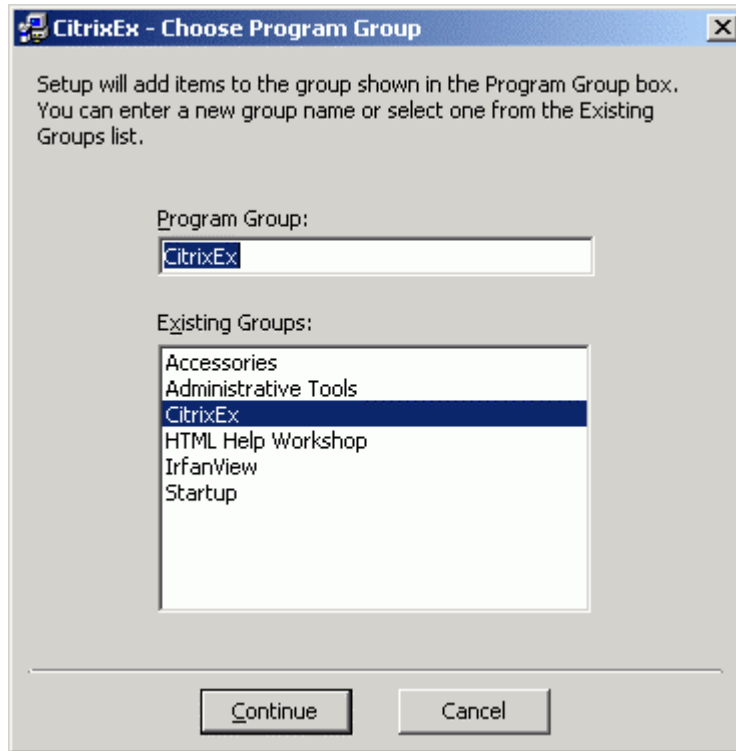 CitrixEx - Choose Program Group
Setup will add items to the group shown in the Program Group box.
You can enter a new group name or select one from the Existing
Groups list.
Program Group:
CitrixEx
Existing Groups:
Accessories
Administrative Tools
CitrixEx
HTML Help Workshop
IrfanView
Startup
Continue
Cancel